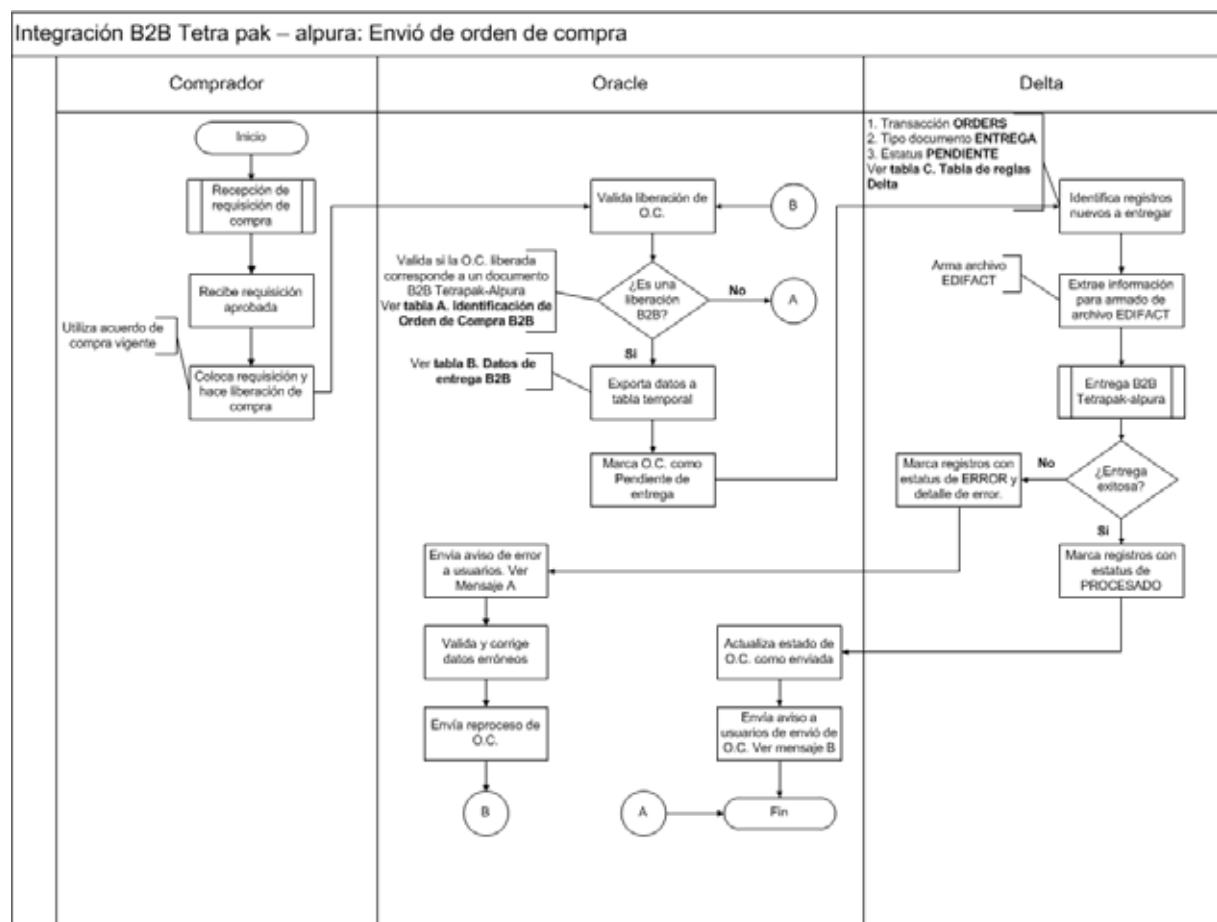 Integración B2B Tetra pak – alpura: Envió de orden de compra
Comprador
Oracle
Delta
Inicio
Recepción de
requisición de
compra
Recibe requisición
aprobada
Utiliza acuerdo de
compra vigente
Coloca requisición y
hace liberación de
compra
Valida liberación de
O.C.
B
Valida si la O.C. liberada
corresponde a un documento
B2B Tetrapak-Alpura
Ver tabla A. Identificación de
Orden de Compra B2B
¿Es una
liberación
B2B?
No
A
Si
Ver tabla B. Datos de
entrega B2B
Exporta datos a
tabla temporal
Marca O.C. como
Pendiente de
entrega
1. Transacción ORDERS
2. Tipo documento ENTREGA
3. Estatus PENDIENTE
Ver tabla C. Tabla de reglas
Delta
Identifica registros
nuevos a entregar
Arma archivo
EDIFACT
Extrae información
para armado de
archivo EDIFACT
Entrega B2B
Tetrapak-alpura
¿Entrega
exitosa?
No
Marca registros con
estatus de ERROR y
detalle de error.
Si
Marca registros con
estatus de
PROCESADO
Envía aviso de error
a usuarios. Ver
Mensaje A
Valida y corrige
datos erróneos
Envía reproceso de
O.C.
B
Actualiza estado de
O.C. como enviada
Envía aviso a
usuarios de envió de
O.C. Ver mensaje B
A
Fin